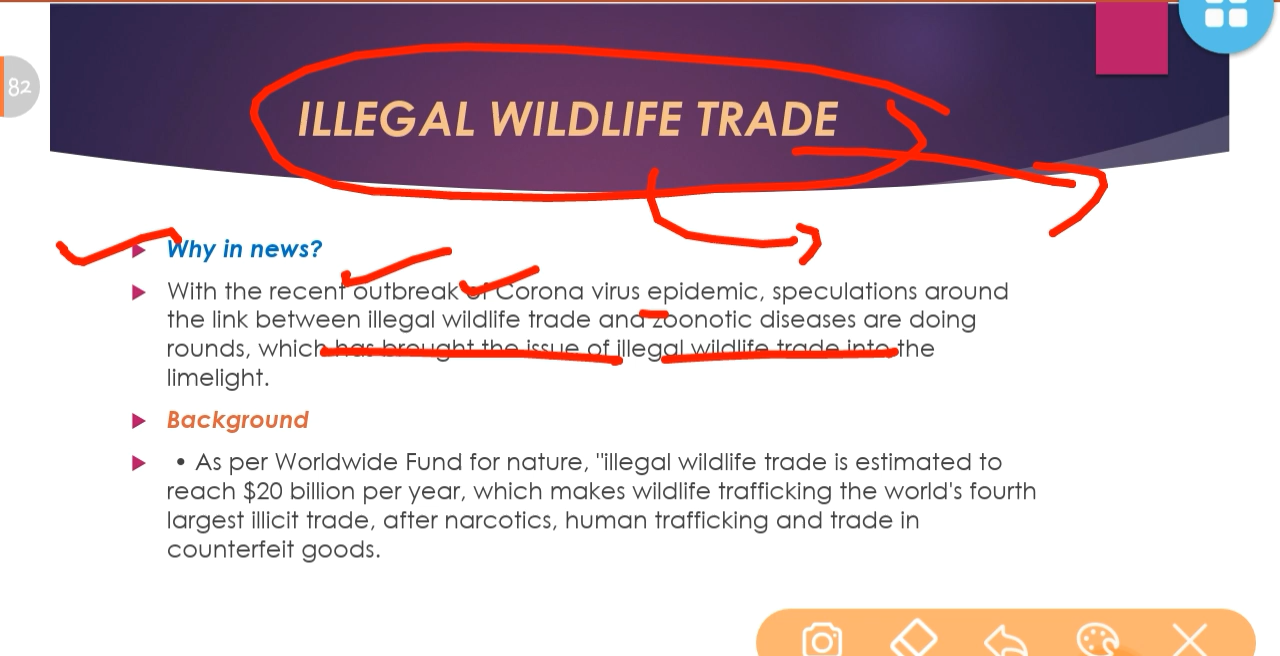 82
ILLEGAL WILDLIFE TRADE
Why in news?
With the recent outbreak of Corona virus epidemic, speculations around
the link between illegal wildlife trade and zoonotic diseases are doing
rounds, which has brought the issue of illegal wildlife trade into the
limelight.
Background
• As per Worldwide Fund for nature, "illegal wildlife trade is estimated to
reach $20 billion per year, which makes wildlife trafficking the world's fourth
largest illicit trade, after narcotics, human trafficking and trade in
counterfeit goods.